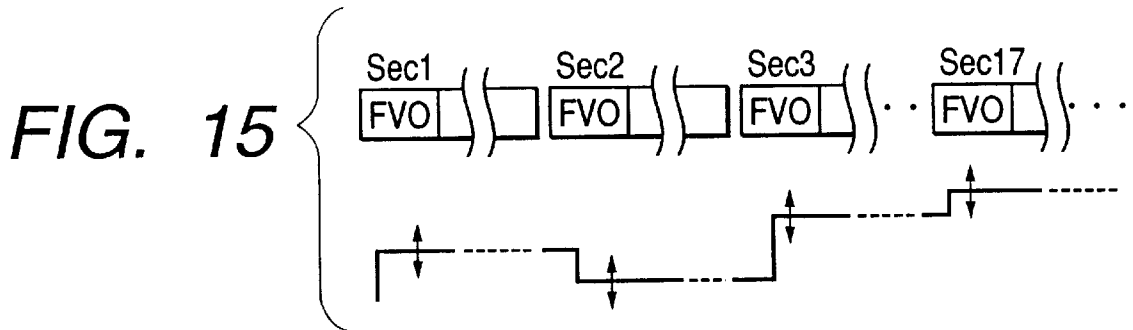 FIG. 15
Sec1 Sec2 Sec3 Sec17
FVO FVO FVO ·· FVO ···